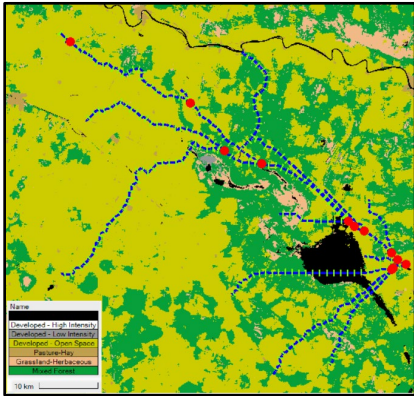 Name
Developed - High Intensity
Developed - Low Intensity
Developed - Open Space
Pasture-Hay
Grassland-Herbaceous
Mixed Forest
10 km